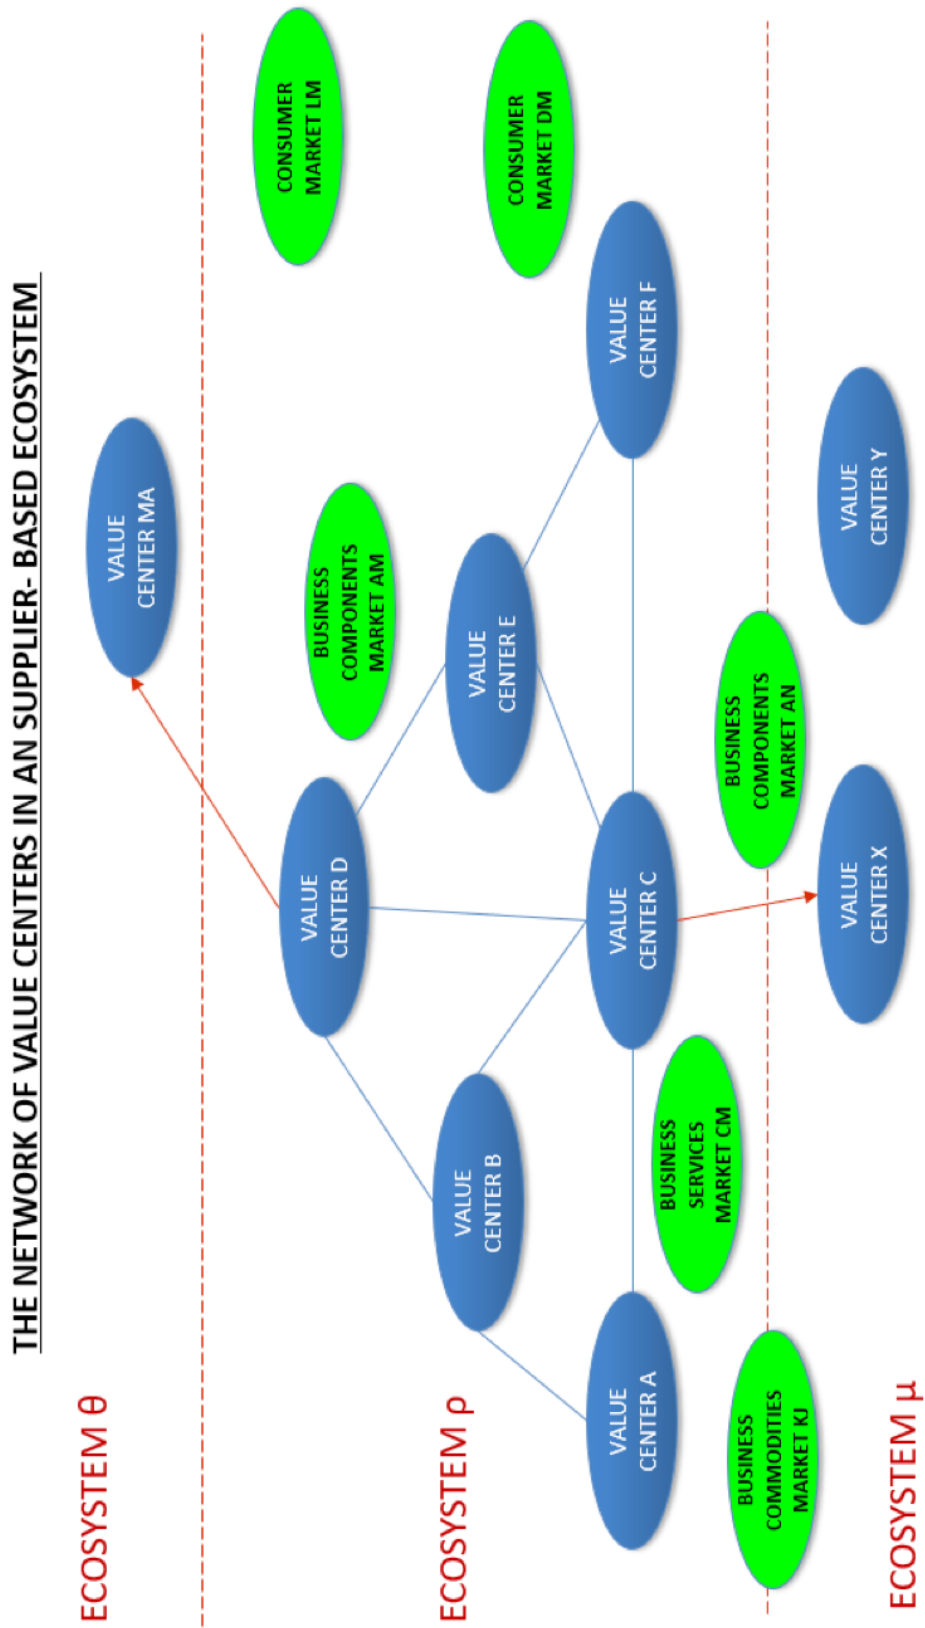 THE NETWORK OF VALUE CENTERS IN AN SUPPLIER- BASED ECOSYSTEM
ECOSYSTEM θ
VALUE
CENTER MA
CONSUMER
MARKET LM
BUSINESS
COMPONENTS
MARKET AM
VALUE
CENTER D
ECOSYSTEM ρ
VALUE
CENTER B
VALUE
CENTER E
CONSUMER
MARKET DM
VALUE
CENTER A
VALUE
CENTER C
VALUE
CENTER F
BUSINESS
SERVICES
MARKET CM
BUSINESS
COMPONENTS
MARKET AN
BUSINESS
COMMODITIES
MARKET KJ
ECOSYSTEM μ
VALUE
CENTER X
VALUE
CENTER Y